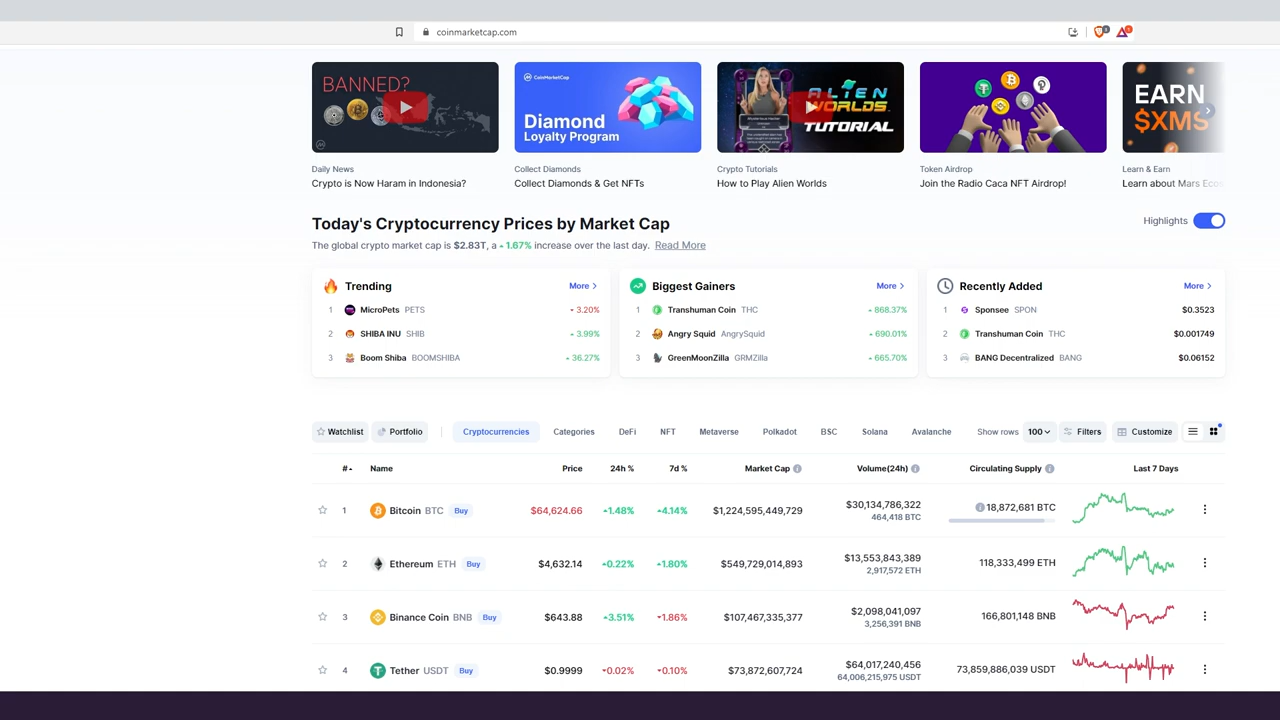 coinmarketcap.com
BANNED?
CoinMarketCap
Diamond
Loyalty Program
ALIEN
WORLDS
TUTORIAL
EARN
$XMS
Daily News
Collect Diamonds
Crypto Tutorials
Token Airdrop
Learn & Earn
Crypto is Now Haram in Indonesia?
Collect Diamonds & Get NFTs
How to Play Alien Worlds
Join the Radio Caca NFT Airdrop!
Learn about Mars Eco
Today's Cryptocurrency Prices by Market Cap
Highlights
The global crypto market cap is $2.83T, a 1.67% increase over the last day. Read More
Trending More >
1 MicroPets PETS 3.20%
2 SHIBA INU SHIB 3.99%
3 Boom Shiba BOOMSHIBA 36.27%
Biggest Gainers More >
1 Transhuman Coin THC 868.37%
2 Angry Squid AngrySquid 690.01%
3 GreenMoonZilla GRMZilla 665.70%
Recently Added More >
1 Sponsee SPON $0.3523
2 Transhuman Coin THC $0.001749
3 BANG Decentralized BANG $0.06152
Watchlist Portfolio Cryptocurrencies Categories DeFi NFT Metaverse Polkadot BSC Solana Avalanche Show rows 100 Filters Customize
# Name Price 24h % 7d % Market Cap Volume(24h) Circulating Supply Last 7 Days
1 Bitcoin BTC Buy $64,624.66 1.48% 4.14% $1,224,595,449,729 $30,134,786,322 18,872,681 BTC
464,418 BTC
2 Ethereum ETH Buy $4,632.14 0.22% 1.80% $549,729,014,893 $13,553,843,389 118,333,499 ETH
2,917,572 ETH
3 Binance Coin BNB Buy $643.88 3.51% 1.86% $107,467,335,377 $2,098,041,097 166,801,148 BNB
3,256,391 BNB
4 Tether USDT Buy $0.9999 0.02% 0.10% $73,872,607,724 $64,017,240,456 73,859,886,039 USDT
64,006,215,975 USDT